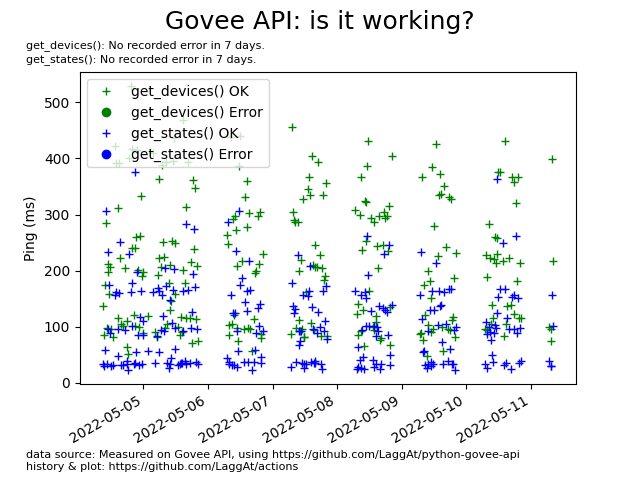 Govee API: is it working?
get_devices(): No recorded error in 7 days.
get_states(): No recorded error in 7 days.
get_devices() OK
get_devices() Error
get_states() OK
get_states() Error
Ping (ms)
500
400
300
200
100
0
2022-05-05
2022-05-06
2022-05-07
2022-05-08
2022-05-09
2022-05-10
2022-05-11
data source: Measured on Govee API, using https://github.com/LaggAt/python-govee-api
history & plot: https://github.com/LaggAt/actions